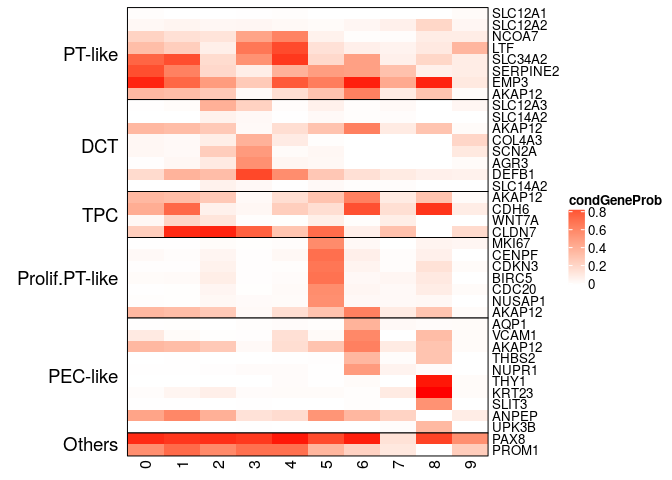 PT-like
DCT
TPC
Prolif.PT-like
PEC-like
Others
SLC12A1
SLC12A2
NCOA7
LTF
SLC34A2
SERPINE2
EMP3
AKAP12
SLC12A3
SLC14A2
AKAP12
COL4A3
SCN2A
AGR3
DEFB1
SLC14A2
AKAP12
CDH6
WNT7A
CLDN7
MKI67
CENPF
CDKN3
BIRC5
CDC20
NUSAP1
AKAP12
AQP1
VCAM1
AKAP12
THBS2
NUPR1
THY1
KRT23
SLIT3
ANPEP
UPK3B
PAX8
PROM1
0 1 2 3 4 5 6 7 8 9
condGeneProb
0.8
0.6
0.4
0.2
0